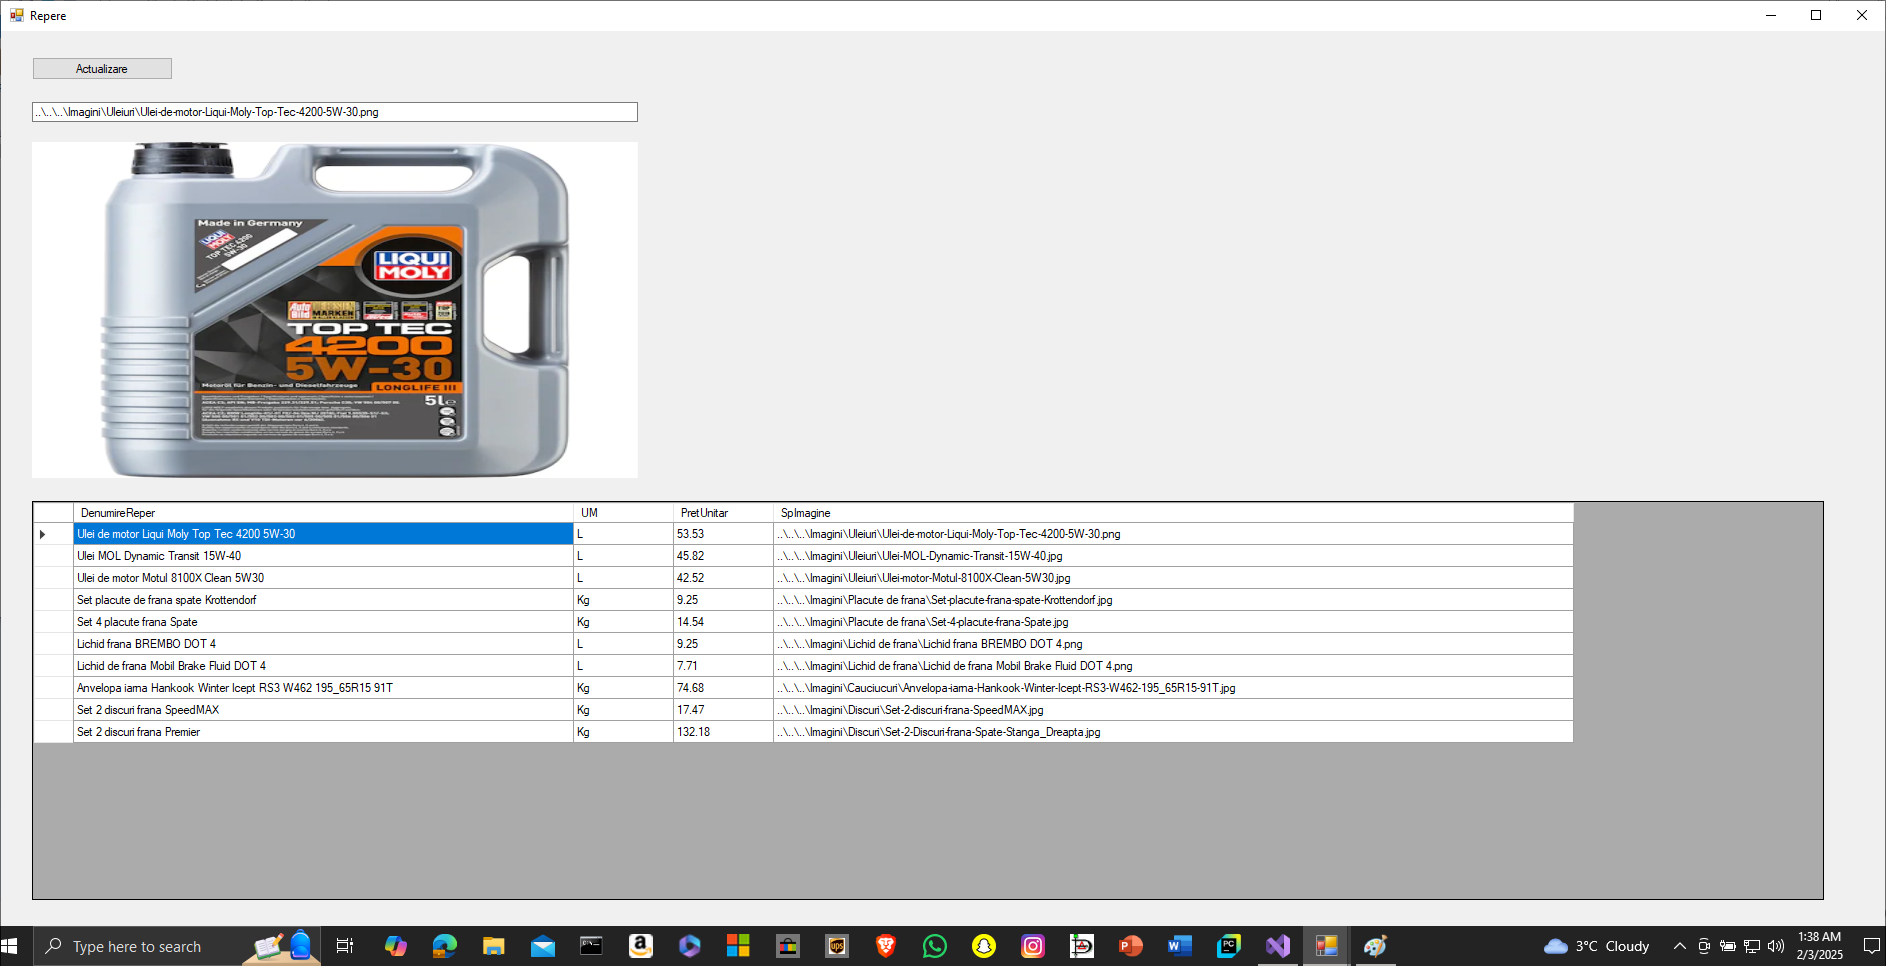 Repere
Actualizare
..\..\..\Imagini\Uleiuri\Ulei-de-motor-Liqui-Moly-Top-Tec-4200-5W-30.png
Made in Germany
LIQUI MOLY
TOP TEC 4200
5W-30
LIQUI
MOLY
Auto Bild
MARKEN
TOP TEC
4200
5W-30
Motoröl für Benzin- und Dieselfahrzeuge
LONGLIFE III
5L
DenumireReper UM PretUnitar SpImagine
Ulei de motor Liqui Moly Top Tec 4200 5W-30 L 53.53 ..\..\..\Imagini\Uleiuri\Ulei-de-motor-Liqui-Moly-Top-Tec-4200-5W-30.png
Ulei MOL Dynamic Transit 15W-40 L 45.82 ..\..\..\Imagini\Uleiuri\Ulei-MOL-Dynamic-Transit-15W-40.jpg
Ulei de motor Motul 8100X Clean 5W30 L 42.52 ..\..\..\Imagini\Uleiuri\Ulei-motor-Motul-8100X-Clean-5W30.jpg
Set placute de frana spate Krottendorf Kg 9.25 ..\..\..\Imagini\Placute de frana\Set-placute-frana-spate-Krottendorf.jpg
Set 4 placute frana Spate Kg 14.54 ..\..\..\Imagini\Placute de frana\Set-4-placute-frana-Spate.jpg
Lichid frana BREMBO DOT 4 L 9.25 ..\..\..\Imagini\Lichid de frana\Lichid frana BREMBO DOT 4.png
Lichid de frana Mobil Brake Fluid DOT 4 L 7.71 ..\..\..\Imagini\Lichid de frana\Lichid de frana Mobil Brake Fluid DOT 4.png
Anvelopa iarna Hankook Winter Icept RS3 W462 195_65R15 91T Kg 74.68 ..\..\..\Imagini\Cauciucuri\Anvelopa-iarna-Hankook-Winter-Icept-RS3-W462-195_65R15-91T.jpg
Set 2 discuri frana SpeedMAX Kg 17.47 ..\..\..\Imagini\Discuri\Set-2-discuri-frana-SpeedMAX.jpg
Set 2 discuri frana Premier Kg 132.18 ..\..\..\Imagini\Discuri\Set-2-Discuri-frana-Spate-Stanga_Dreapta.jpg
Type here to search
3°C Cloudy
1:38 AM
2/3/2025